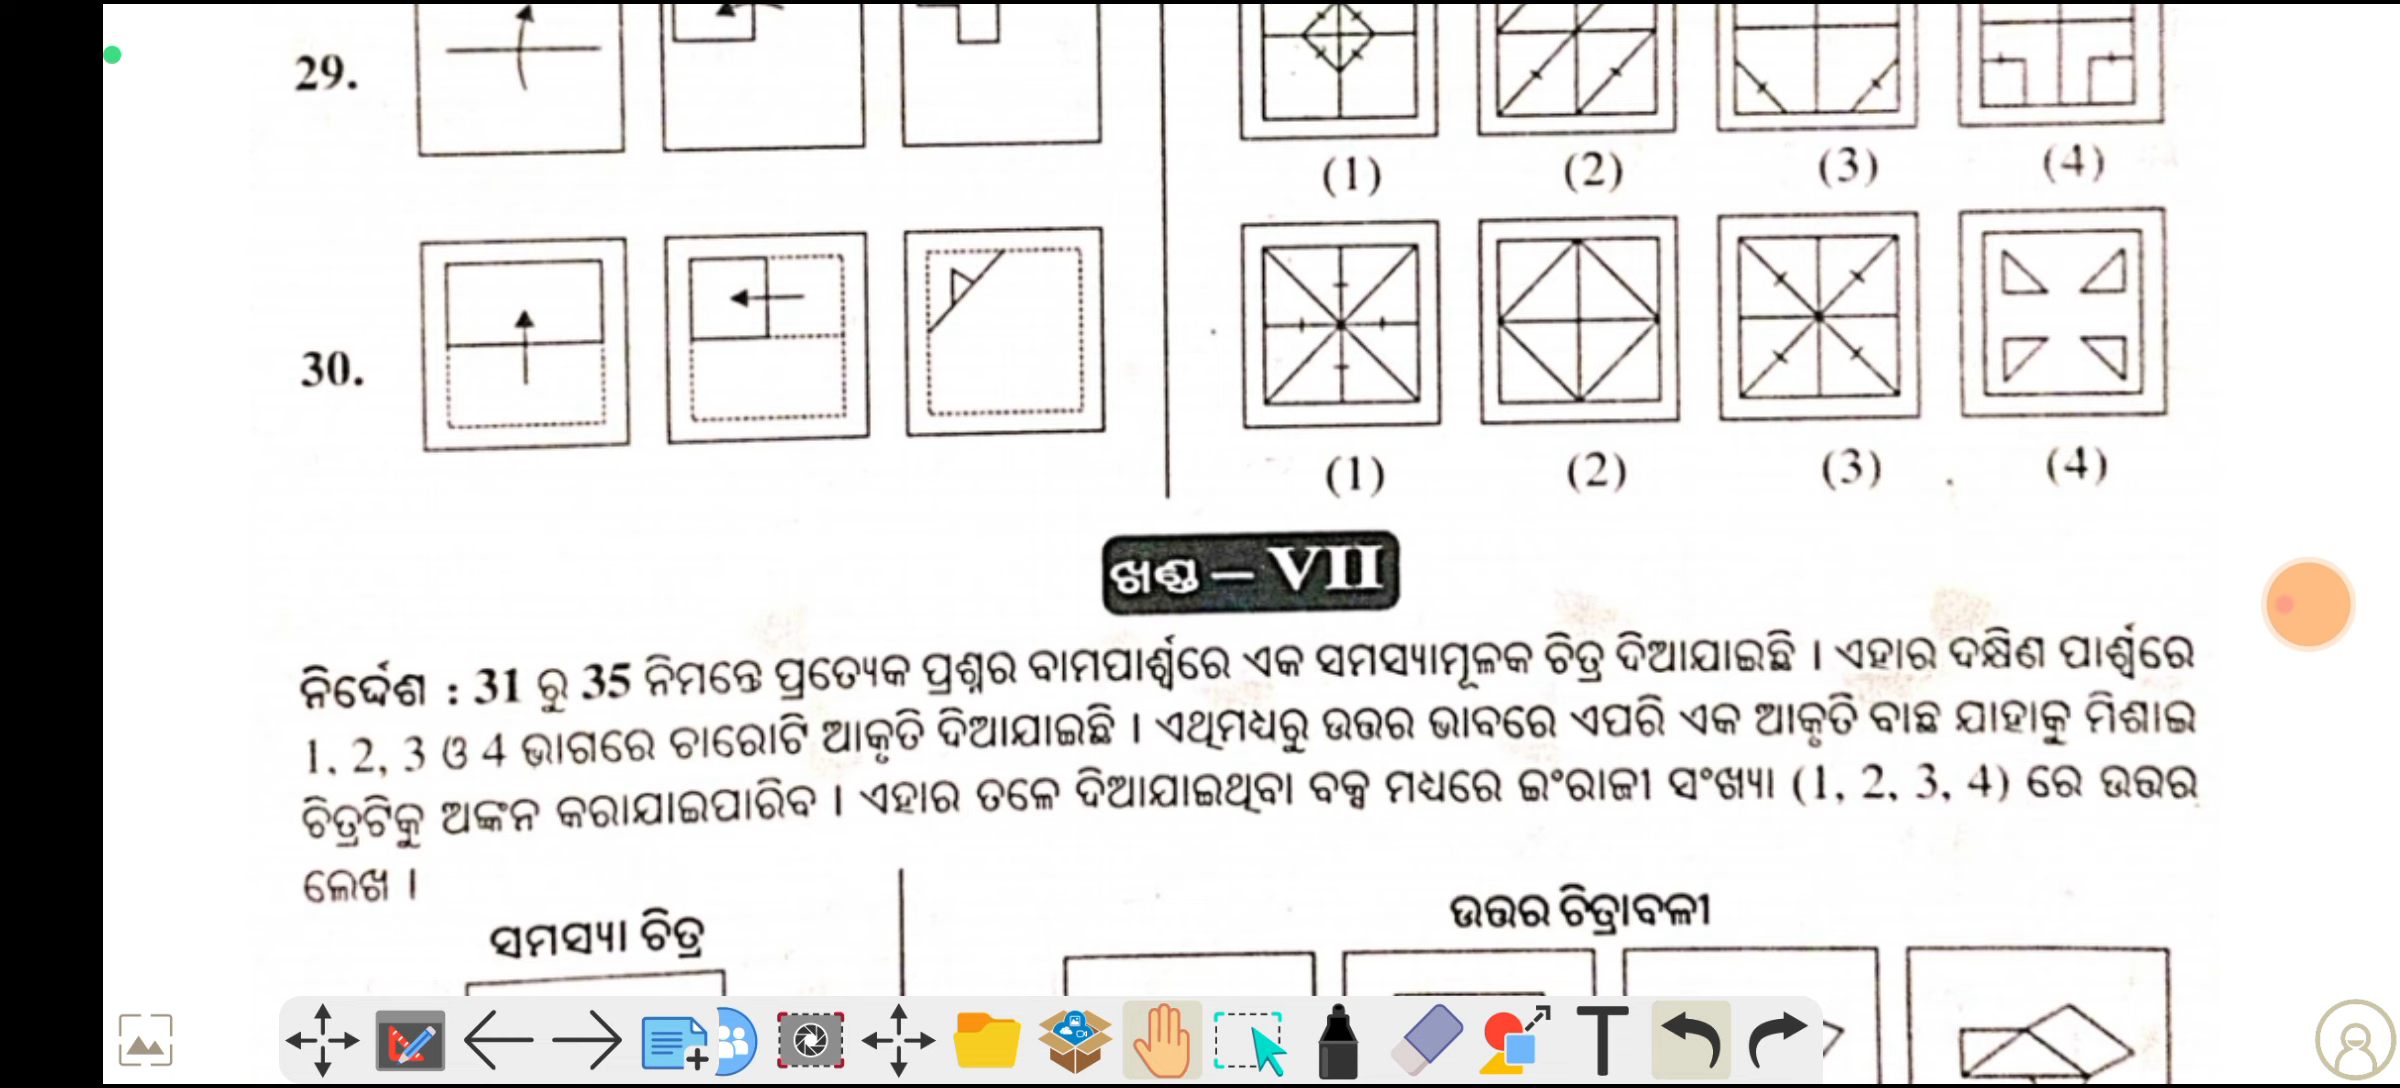 29.
(1) (2) (3) (4)
30.
(1) (2) (3) (4)
ଖଣ୍ଡ – VII
ନିର୍ଦ୍ଦେଶ : 31 ରୁ 35 ନିମନ୍ତେ ପ୍ରତ୍ୟେକ ପ୍ରଶ୍ନର ବାମପାର୍ଶ୍ଵରେ ଏକ ସମସ୍ୟାମୂଳକ ଚିତ୍ର ଦିଆଯାଇଛି । ଏହାର ଦକ୍ଷିଣ ପାର୍ଶ୍ଵରେ
1, 2, 3 ଓ 4 ଭାଗରେ ଚାରୋଟି ଆକୃତି ଦିଆଯାଇଛି । ଏଥିମଧ୍ୟରୁ ଉତ୍ତର ଭାବରେ ଏପରି ଏକ ଆକୃତି ବାଛ ଯାହାକୁ ମିଶାଇ
ଚିତ୍ରଟିକୁ ଅଙ୍କନ କରାଯାଇପାରିବ । ଏହାର ତଳେ ଦିଆଯାଇଥିବା ବକ୍ସ ମଧ୍ୟରେ ଇଂରାଜୀ ସଂଖ୍ୟା (1, 2, 3, 4) ରେ ଉତ୍ତର
ଲେଖ ।
ସମସ୍ୟା ଚିତ୍ର
ଉତ୍ତର ଚିତ୍ରାବଳୀ
T